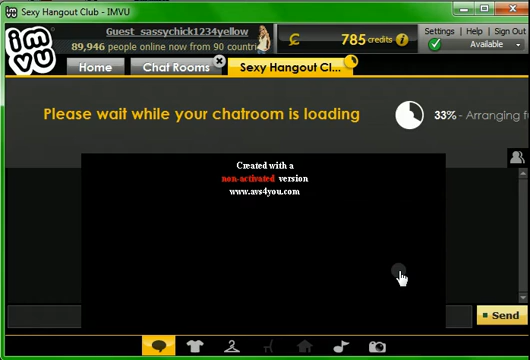 Sexy Hangout Club - IMVU
imvu
Guest_sassychick1234yellow
89,946 people online now from 90 countri
785 credits
Settings | Help | Sign Out
Available
Home
Chat Rooms
Sexy Hangout Cl...
Please wait while your chatroom is loading
33% - Arranging fu
Created with a
non-activated version
www.avs4you.com
Send